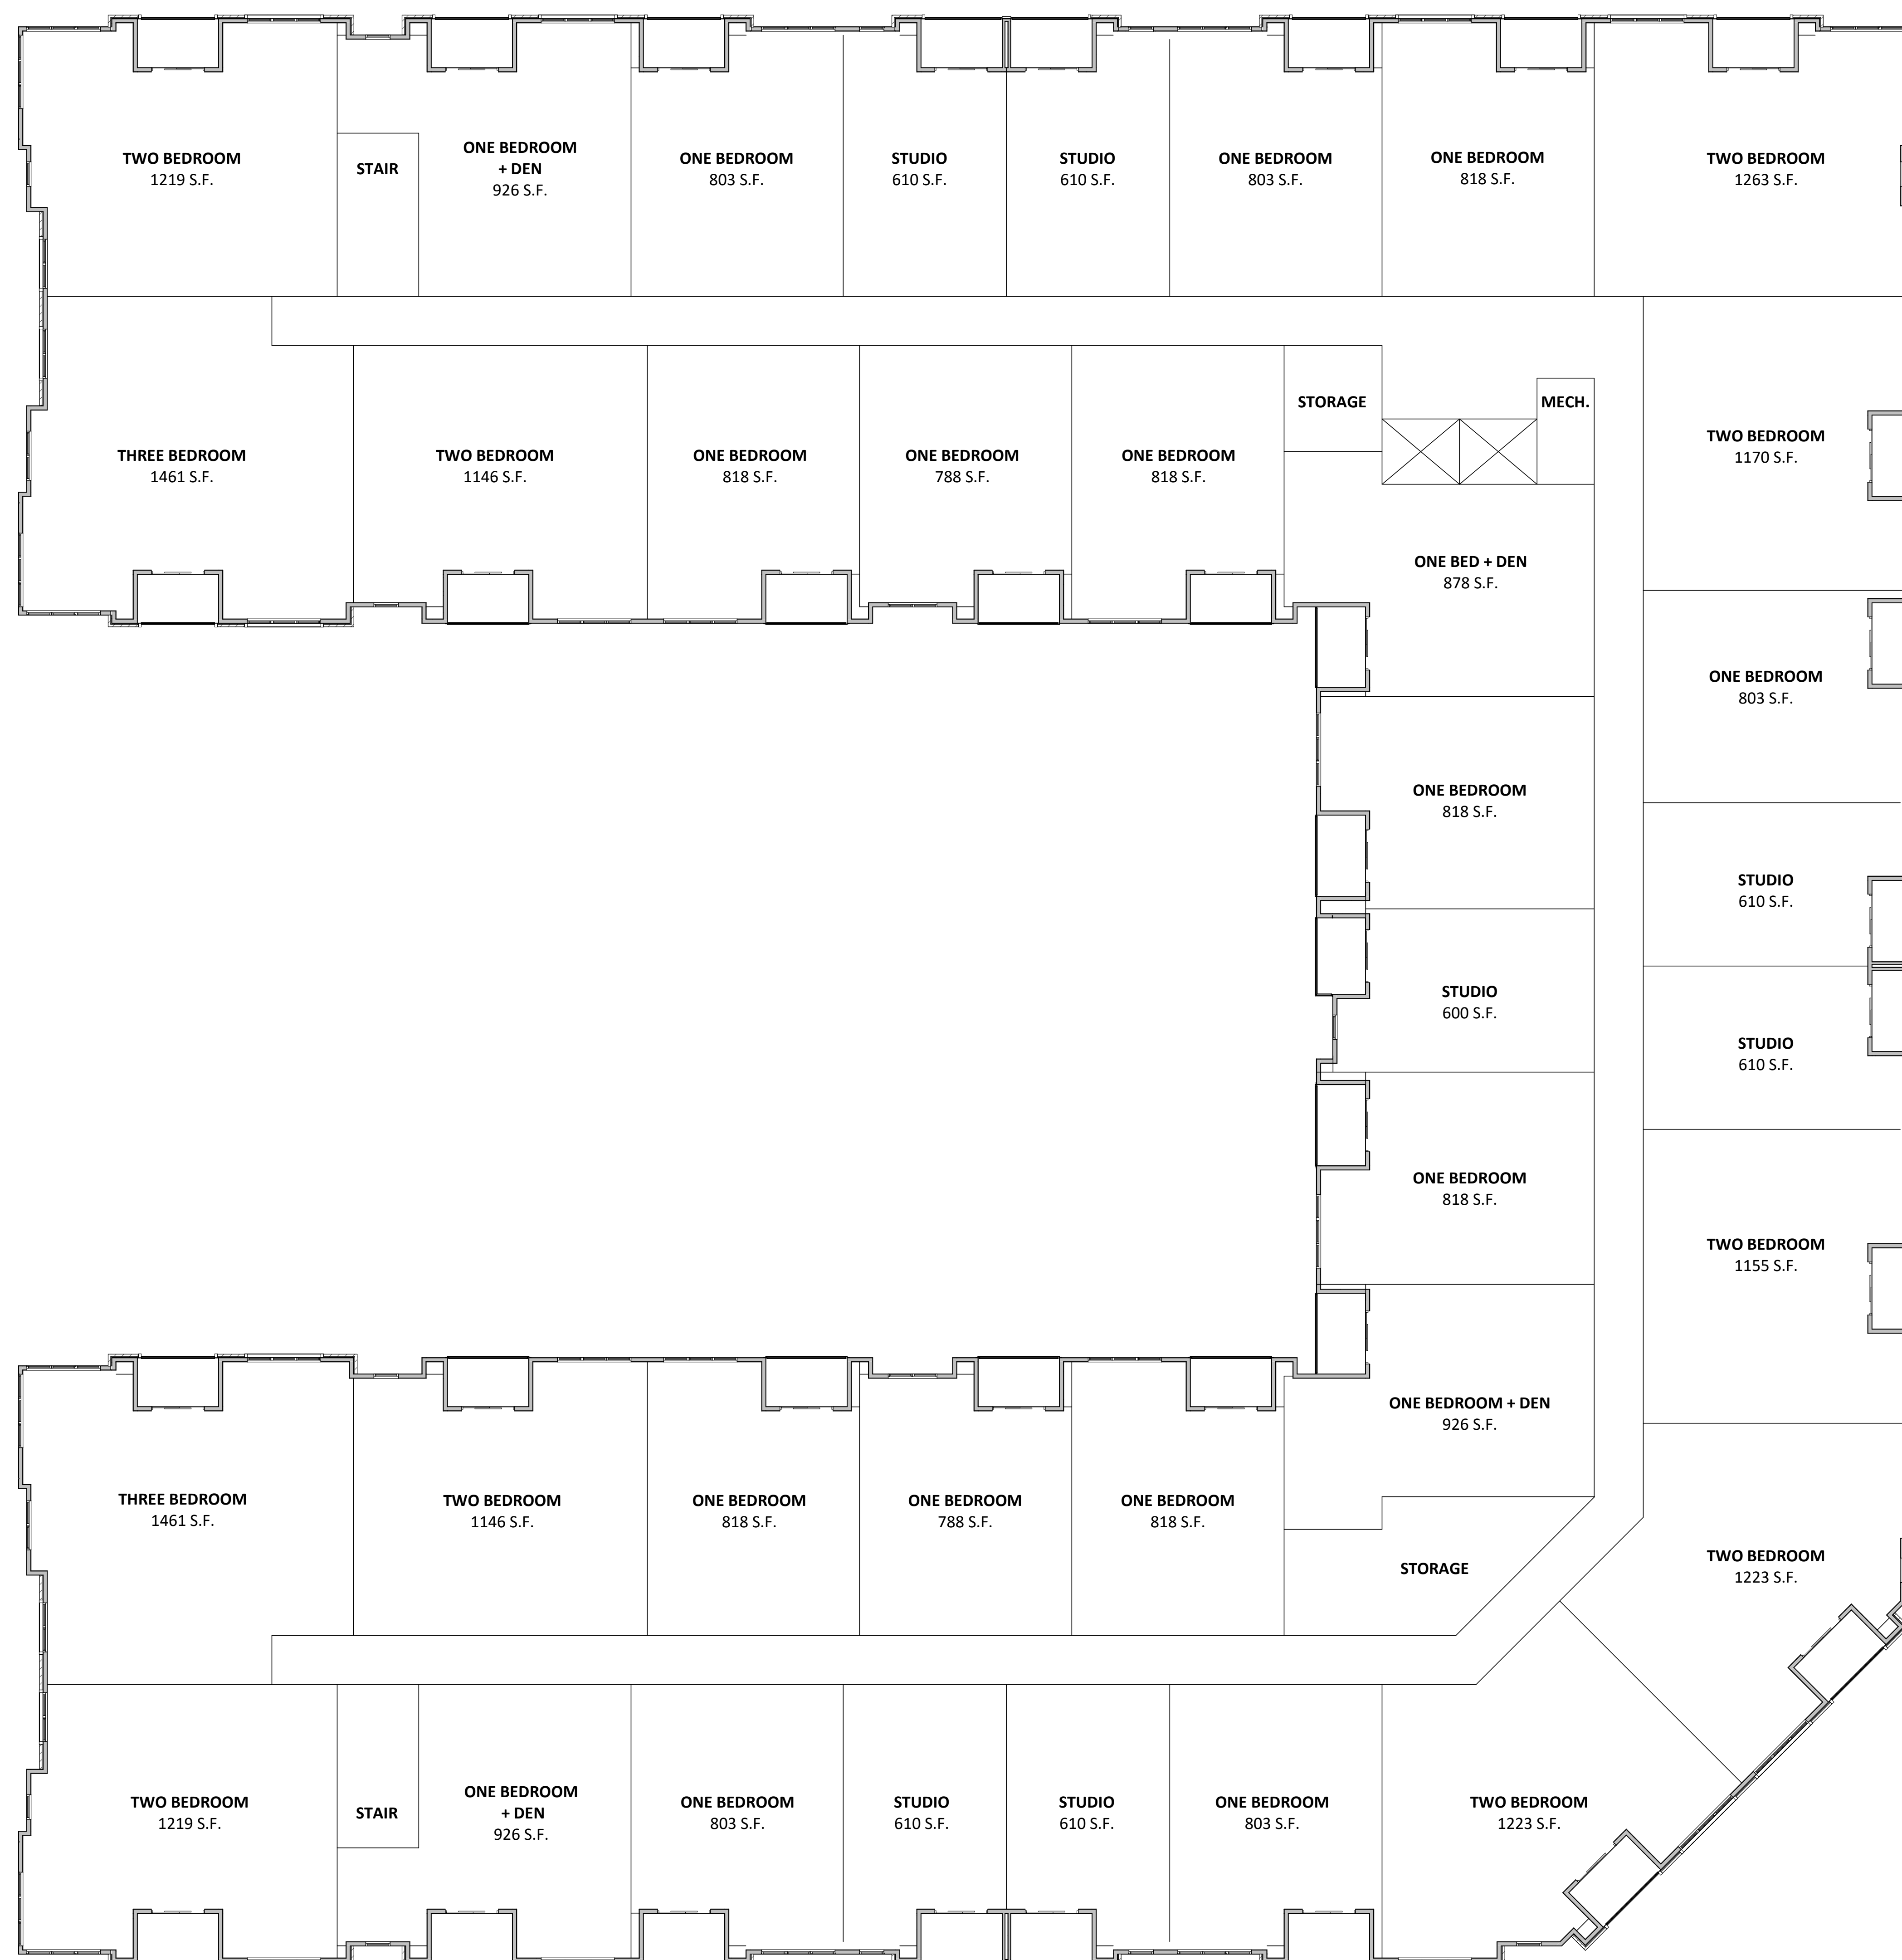 TWO BEDROOM
1219 S.F.
STAIR
ONE BEDROOM
+ DEN
926 S.F.
ONE BEDROOM
803 S.F.
STUDIO
610 S.F.
STUDIO
610 S.F.
ONE BEDROOM
803 S.F.
ONE BEDROOM
818 S.F.
TWO BEDROOM
1263 S.F.
THREE BEDROOM
1461 S.F.
TWO BEDROOM
1146 S.F.
ONE BEDROOM
818 S.F.
ONE BEDROOM
788 S.F.
ONE BEDROOM
818 S.F.
STORAGE
MECH.
TWO BEDROOM
1170 S.F.
ONE BED + DEN
878 S.F.
ONE BEDROOM
803 S.F.
ONE BEDROOM
818 S.F.
STUDIO
610 S.F.
STUDIO
600 S.F.
STUDIO
610 S.F.
ONE BEDROOM
818 S.F.
TWO BEDROOM
1155 S.F.
ONE BEDROOM + DEN
926 S.F.
THREE BEDROOM
1461 S.F.
TWO BEDROOM
1146 S.F.
ONE BEDROOM
818 S.F.
ONE BEDROOM
788 S.F.
ONE BEDROOM
818 S.F.
STORAGE
TWO BEDROOM
1223 S.F.
TWO BEDROOM
1219 S.F.
STAIR
ONE BEDROOM
+ DEN
926 S.F.
ONE BEDROOM
803 S.F.
STUDIO
610 S.F.
STUDIO
610 S.F.
ONE BEDROOM
803 S.F.
TWO BEDROOM
1223 S.F.